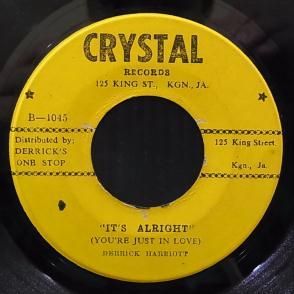 CRYSTAL
RECORDS
125 KING ST., KGN., JA.
B—1045
Distributed by:
DERRICK'S
ONE STOP
125 King Street
Kgn., Ja.
"IT'S ALRIGHT"
(YOU'RE JUST IN LOVE)
DERRICK HARRIOTT